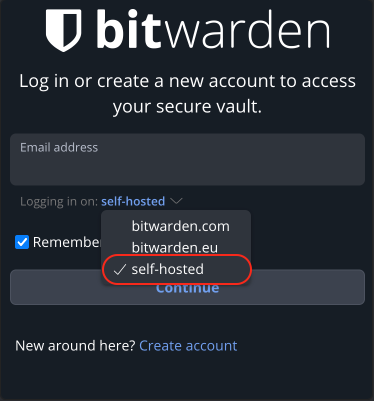 bitwarden
Log in or create a new account to access
your secure vault.
Email address
Logging in on: self-hosted
Remember
bitwarden.com
bitwarden.eu
self-hosted
Continue
New around here? Create account